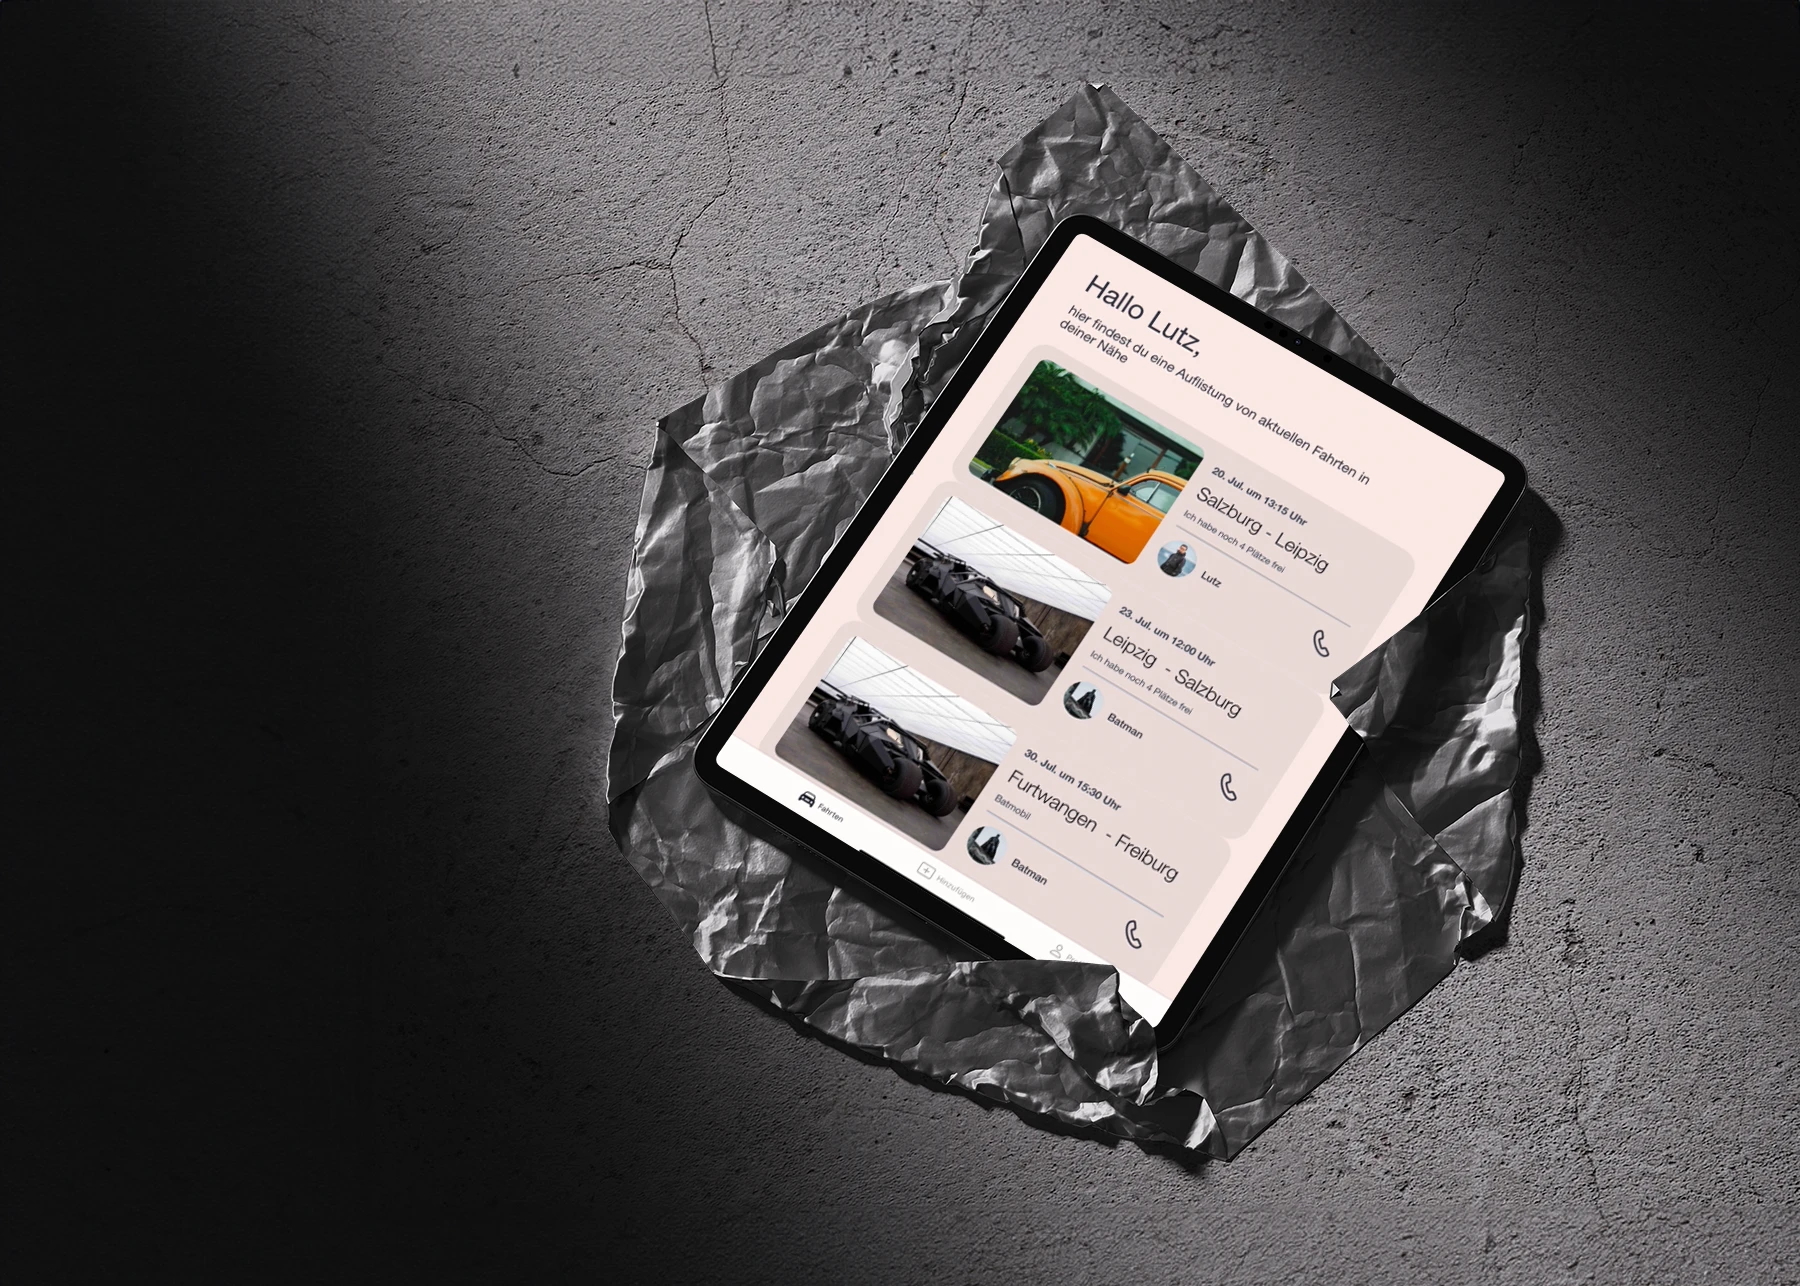 Hallo Lutz,
hier findest du eine Auflistung von aktuellen Fahrten in
deiner Nähe
20. Jul. um 13:15 Uhr
Salzburg - Leipzig
Ich habe noch 4 Plätze frei
Lutz
23. Jul. um 12:00 Uhr
Leipzig - Salzburg
Ich habe noch 4 Plätze frei
Batman
30. Jul. um 15:30 Uhr
Furtwangen - Freiburg
Batmobil
Batman
Fahrten
Hinzufügen